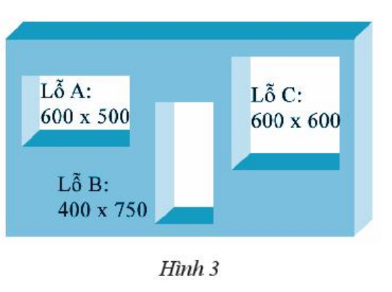 Lỗ A:
600 x 500
Lỗ C:
600 x 600
Lỗ B:
400 x 750
Hình 3